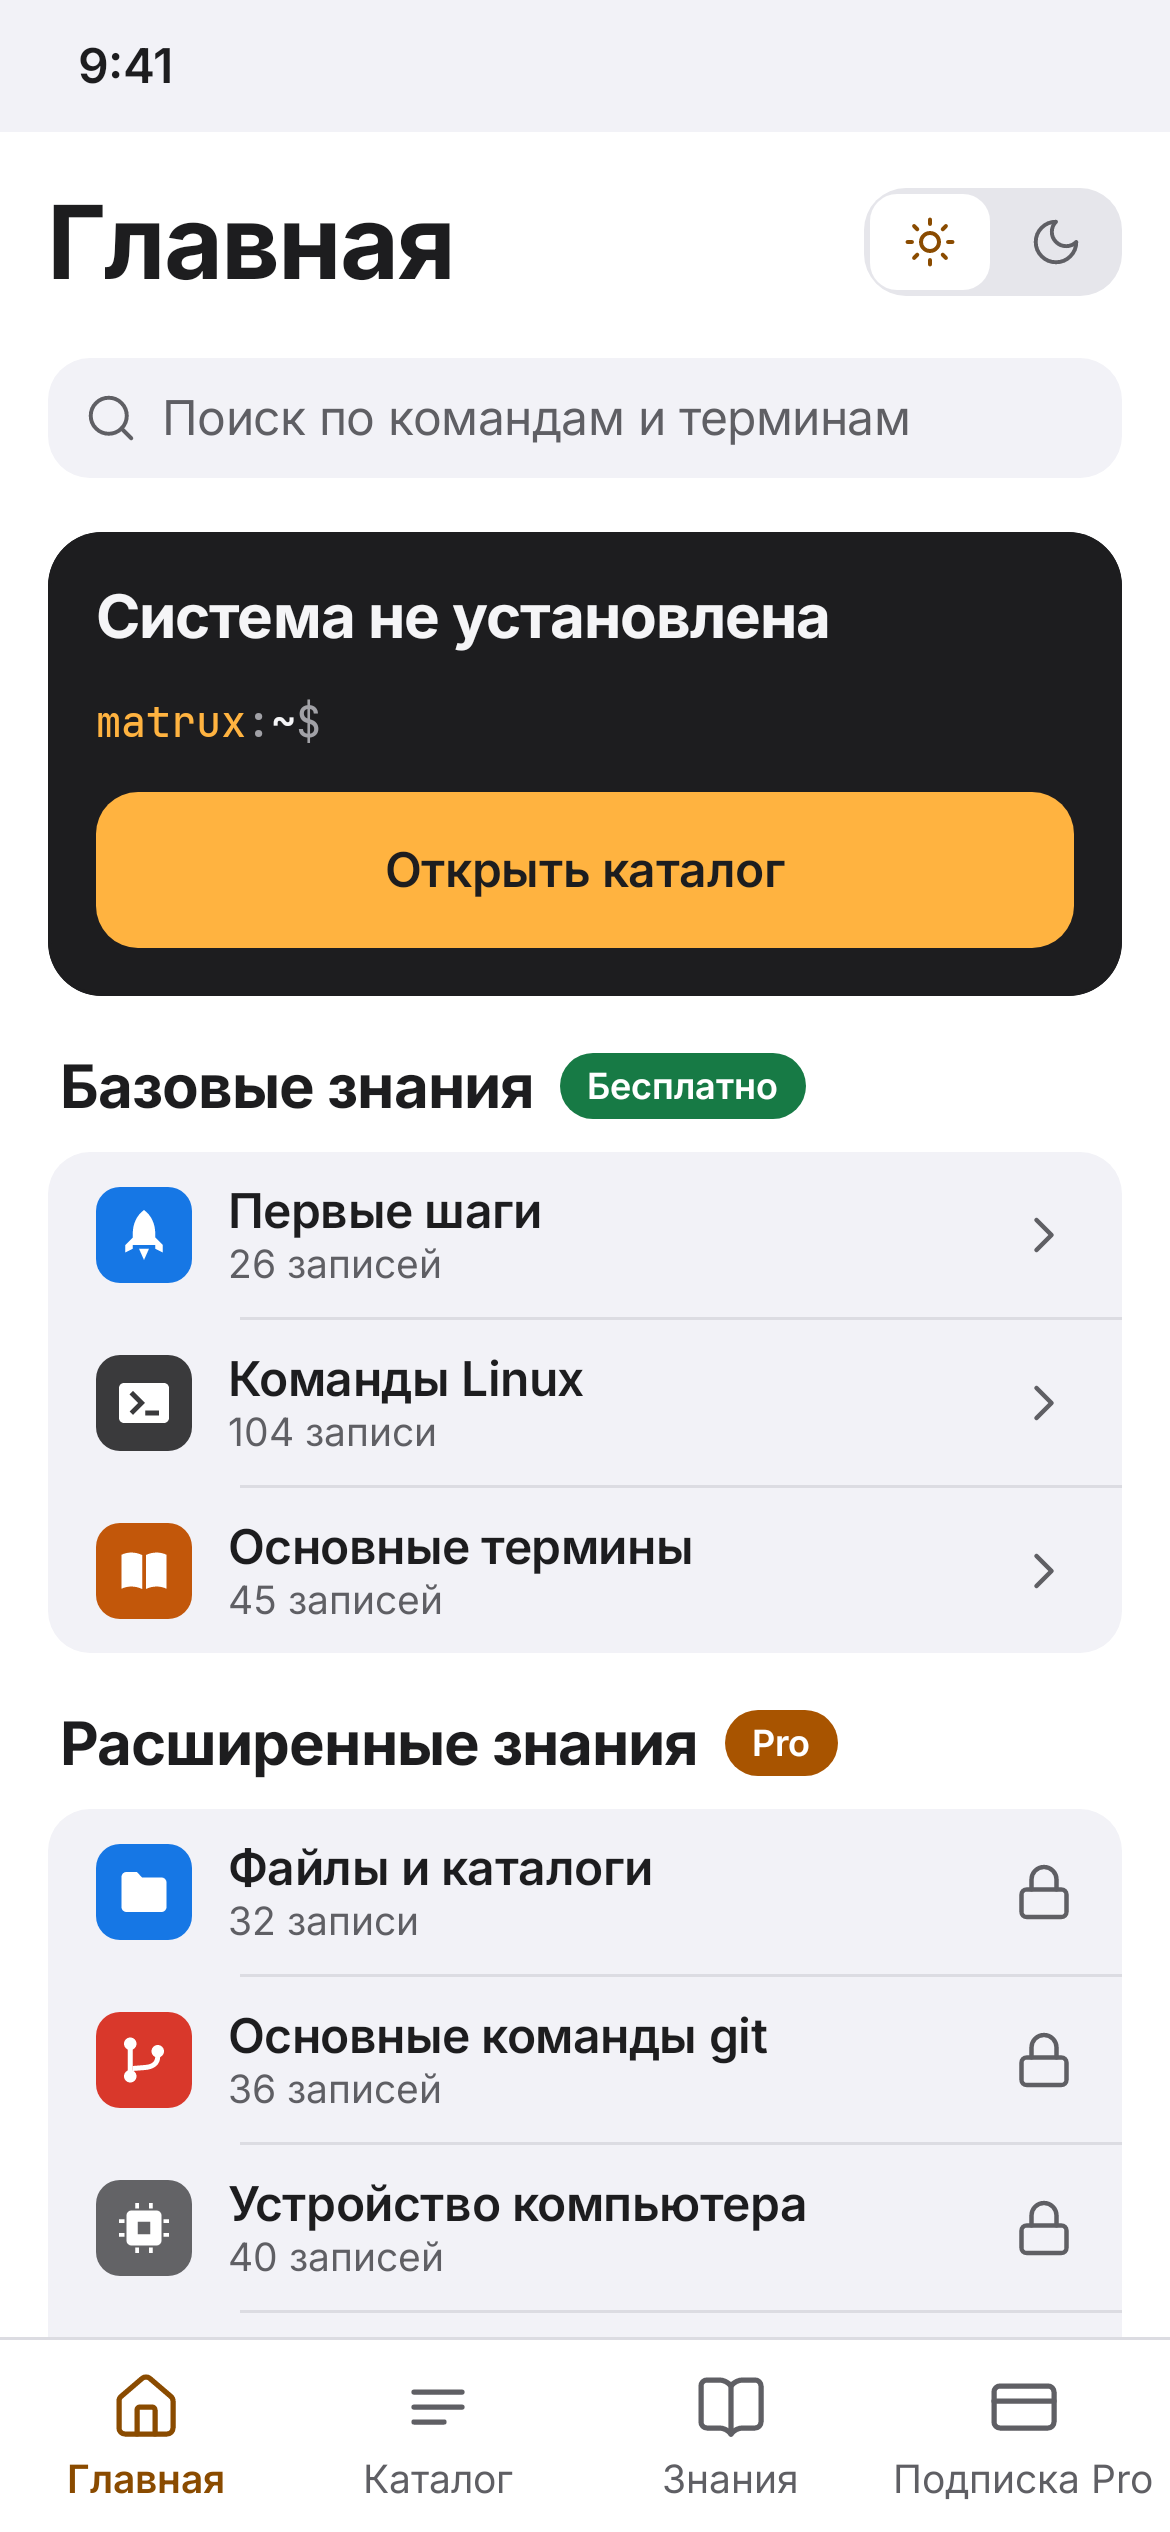 9:41
Главная
Поиск по командам и терминам
Система не установлена
matrux:~$
Открыть каталог
Базовые знания Бесплатно
Первые шаги
26 записей
Команды Linux
104 записи
Основные термины
45 записей
Расширенные знания Pro
Файлы и каталоги
32 записи
Основные команды git
36 записей
Устройство компьютера
40 записей
Главная Каталог Знания Подписка Pro